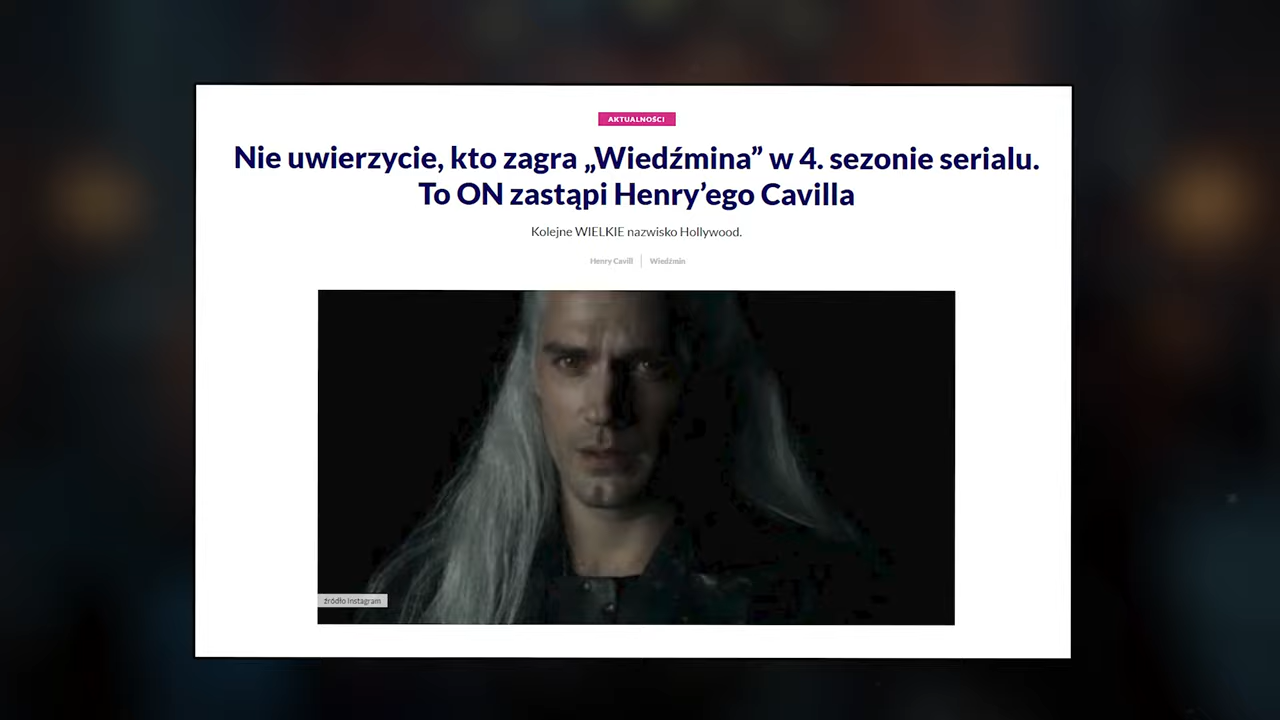 AKTUALNOŚCI
Nie uwierzycie, kto zagra „Wiedźmina” w 4. sezonie serialu.
To ON zastąpi Henry’ego Cavilla
Kolejne WIELKIE nazwisko Hollywood.
Henry Cavill | Wiedźmin
źródło Instagram